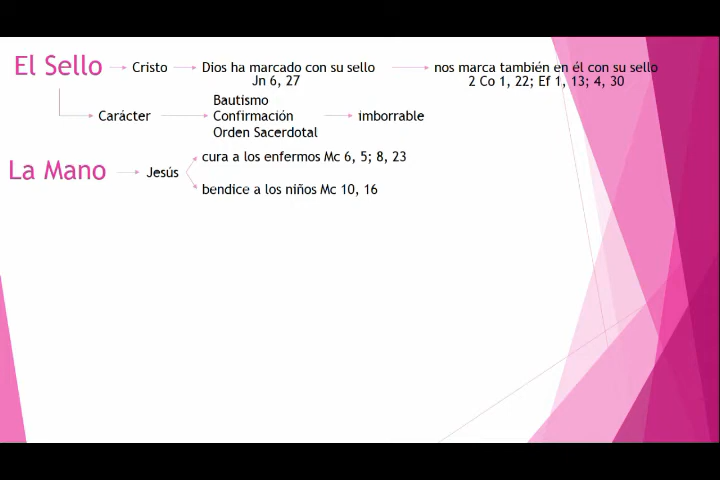 El Sello Cristo Dios ha marcado con su sello nos marca también en él con su sello
Jn 6, 27 2 Co 1, 22; Ef 1, 13; 4, 30
Bautismo
Carácter Confirmación imborrable
Orden Sacerdotal
cura a los enfermos Mc 6, 5; 8, 23
La Mano Jesús
bendice a los niños Mc 10, 16